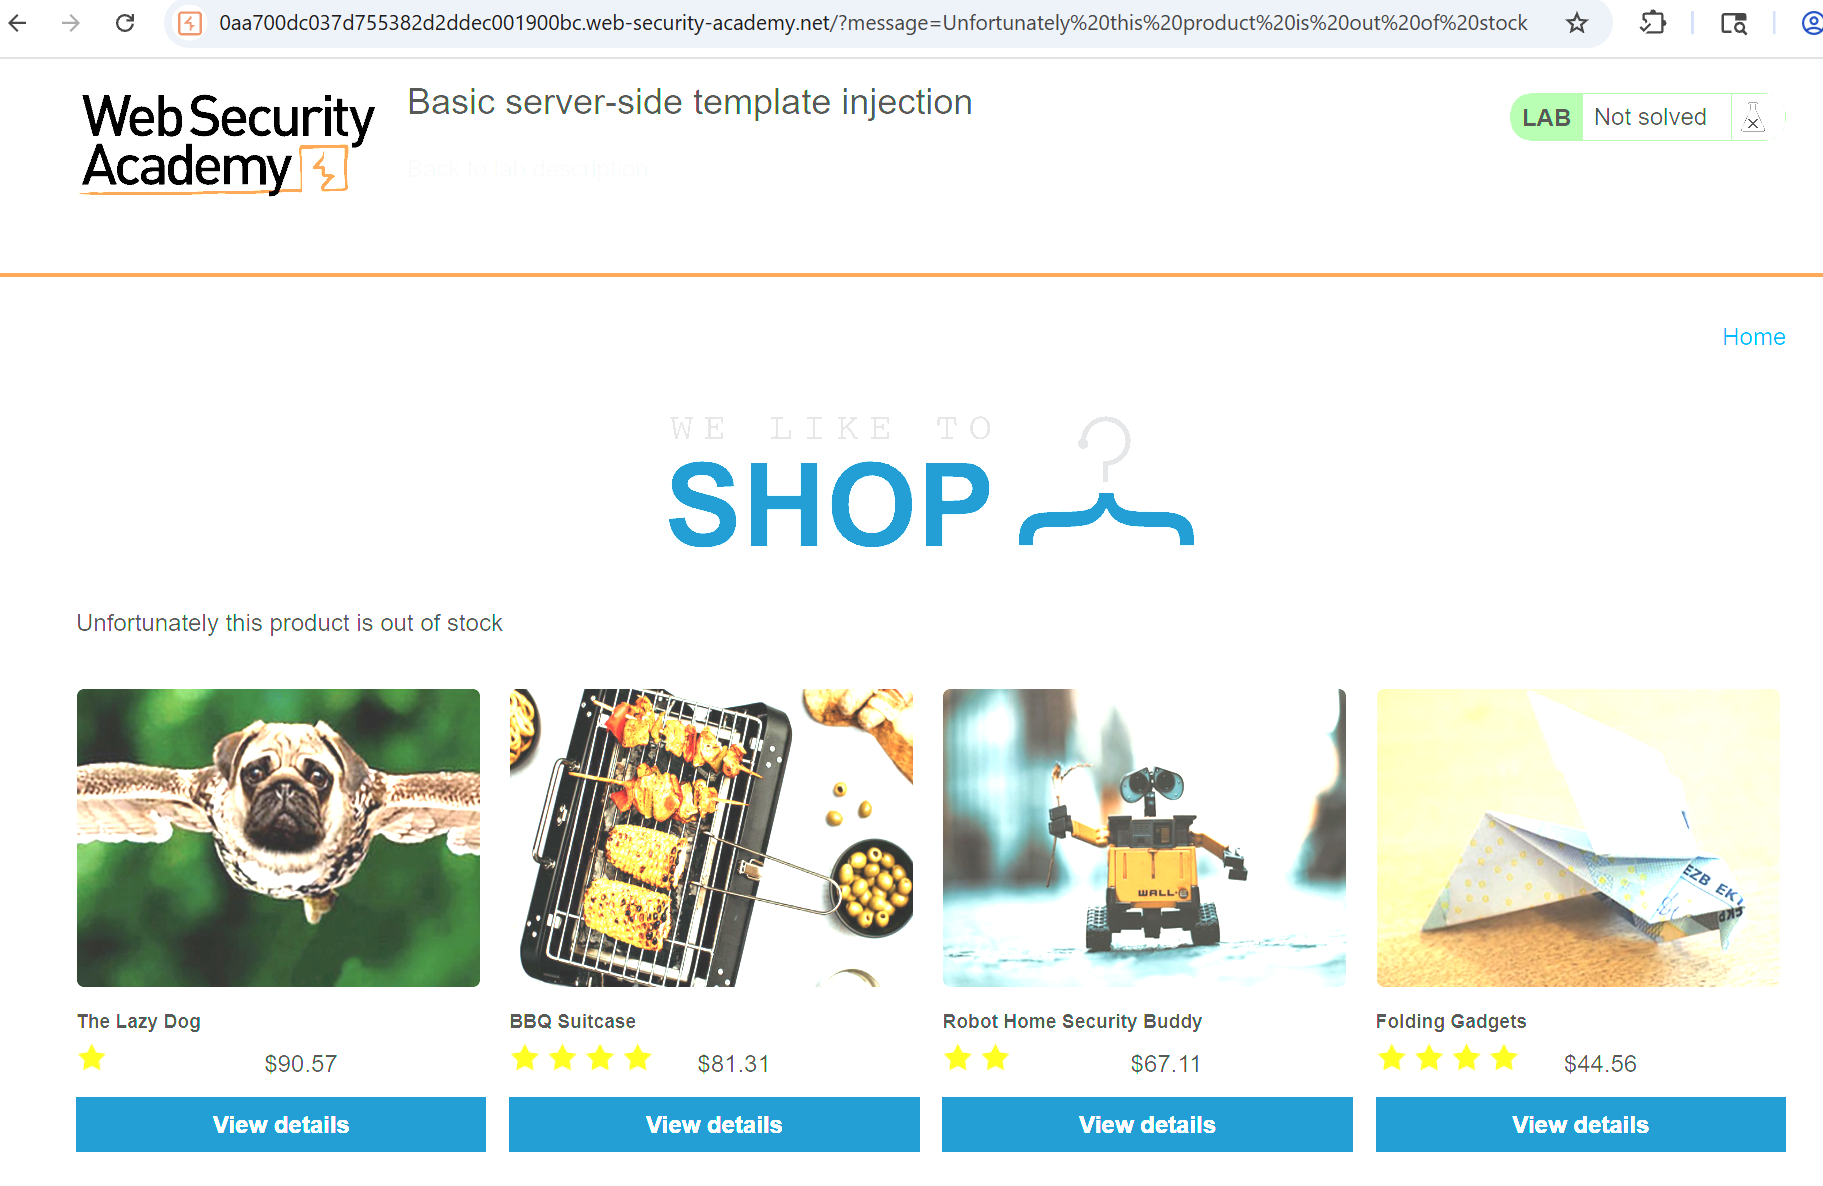 0aa700dc037d755382d2ddec001900bc.web-security-academy.net/?message=Unfortunately%20this%20product%20is%20out%20of%20stock
Web Security
Academy
Basic server-side template injection
Back to lab description
LAB Not solved
Home
WE LIKE TO
SHOP
Unfortunately this product is out of stock
WALL·E
EZB EK
The Lazy Dog
BBQ Suitcase
Robot Home Security Buddy
Folding Gadgets
$90.57
$81.31
$67.11
$44.56
View details
View details
View details
View details